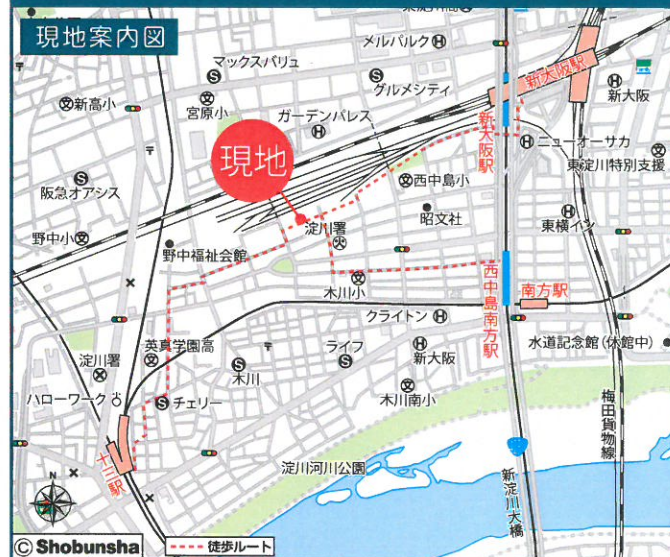 現地案内図
メルパルク
マックスバリュ
グルメシティ
新大阪駅
新大阪
新高小
宮原小
ガーデンパレス
新大阪駅
ニューオーサカ
現地
東淀川特別支援
阪急オアシス
西中島小
昭文社
東横イン
野中小
淀川署
野中福祉会館
木川小
西中島南方駅
南方駅
クライトン
水道記念館(休館中)
英真学園高
淀川署
木川
ライフ
新大阪
ハローワーク
チェリー
木川南小
梅田貨物線
十三駅
淀川河川公園
新淀川大橋
N
© Shobunsha
徒歩ルート